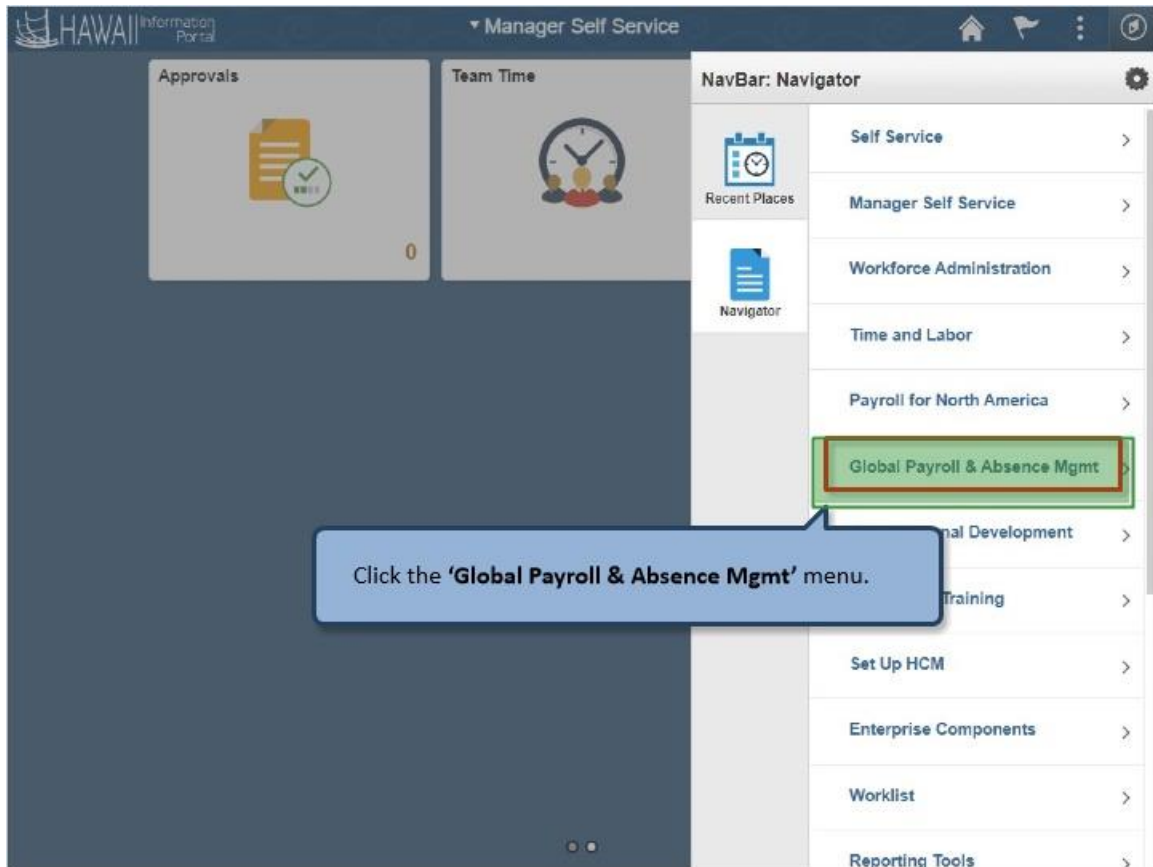 HAWAII Information
Portal
Manager Self Service
Approvals
0
Team Time
NavBar: Navigator
Recent Places
Navigator
Self Service
Manager Self Service
Workforce Administration
Time and Labor
Payroll for North America
Global Payroll & Absence Mgmt
Development
Training
Set Up HCM
Enterprise Components
Worklist
Reporting Tools
Click the ‘Global Payroll & Absence Mgmt’ menu.